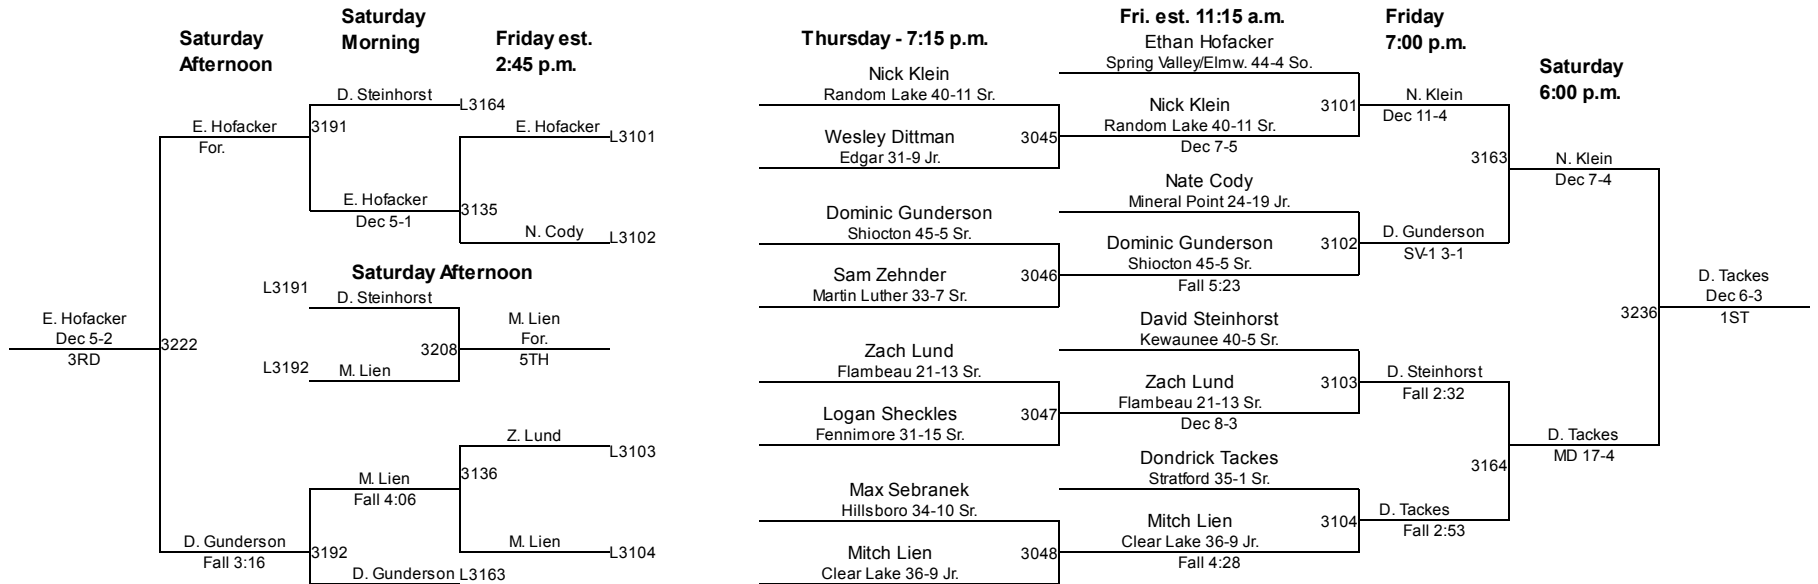 Saturday
Afternoon
Saturday
Morning
Friday est.
2:45 p.m.
D. Steinhorst
L3164
E. Hofacker
For.
3191
E. Hofacker
L3101
E. Hofacker
Dec 5-1
3135
N. Cody
L3102
Saturday Afternoon
L3191
D. Steinhorst
E. Hofacker
Dec 5-2
3RD
3222
3208
M. Lien
For.
5TH
L3192
M. Lien
Z. Lund
L3103
M. Lien
Fall 4:06
3136
M. Lien
L3104
D. Gunderson
Fall 3:16
3192
D. Gunderson
L3163
Thursday - 7:15 p.m.
Nick Klein
Random Lake 40-11 Sr.
Wesley Dittman
Edgar 31-9 Jr.
3045
Dominic Gunderson
Shiocton 45-5 Sr.
Sam Zehnder
Martin Luther 33-7 Sr.
3046
Zach Lund
Flambeau 21-13 Sr.
Logan Sheckles
Fennimore 31-15 Sr.
3047
Max Sebranek
Hillsboro 34-10 Sr.
Mitch Lien
Clear Lake 36-9 Jr.
3048
Fri. est. 11:15 a.m.
Ethan Hofacker
Spring Valley/Elmw. 44-4 So.
Nick Klein
Random Lake 40-11 Sr.
Dec 7-5
3101
Nate Cody
Mineral Point 24-19 Jr.
Dominic Gunderson
Shiocton 45-5 Sr.
Fall 5:23
3102
David Steinhorst
Kewaunee 40-5 Sr.
Zach Lund
Flambeau 21-13 Sr.
Dec 8-3
3103
Dondrick Tackes
Stratford 35-1 Sr.
Mitch Lien
Clear Lake 36-9 Jr.
Fall 4:28
3104
Friday
7:00 p.m.
N. Klein
Dec 11-4
3163
D. Gunderson
SV-1 3-1
D. Steinhorst
Fall 2:32
3164
D. Tackes
Fall 2:53
Saturday
6:00 p.m.
N. Klein
Dec 7-4
3236
D. Tackes
MD 17-4
D. Tackes
Dec 6-3
1ST